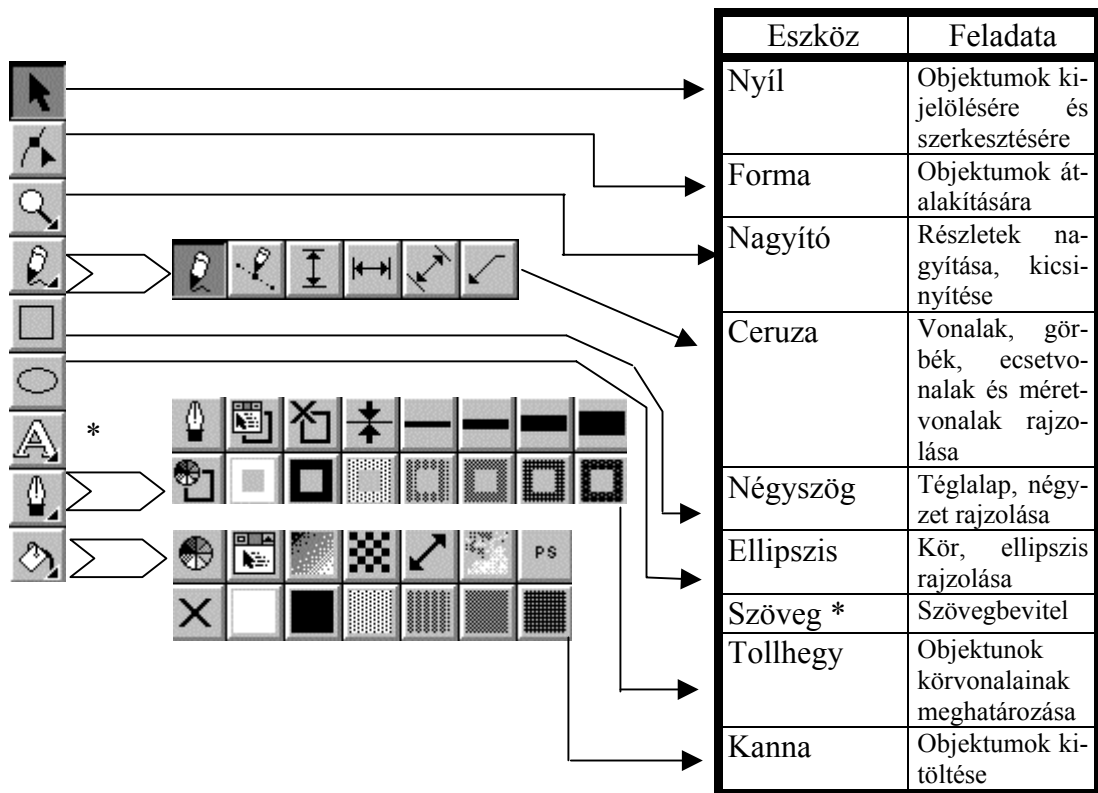 Eszköz Feladata
Nyíl Objektumok ki-
jelölésére és
szerkesztésére
Forma Objektumok át-
alakítására
Nagyító Részletek na-
gyítása, kicsi-
nyítése
Ceruza Vonalak, gör-
bék, ecsetvo-
nalak és méret-
vonalak rajzo-
lása
Négyszög Téglalap, négy-
zet rajzolása
Ellipszis Kör, ellipszis
rajzolása
Szöveg * Szövegbevitel
Tollhegy Objektunok
körvonalainak
meghatározása
Kanna Objektumok ki-
töltése
A *
PS